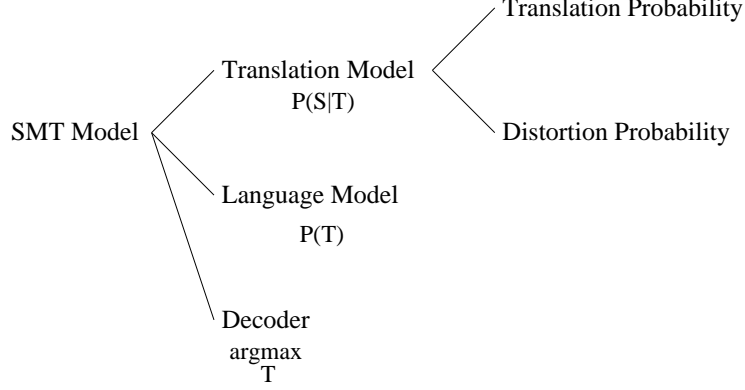 Translation Probability
Translation Model
P(S|T)
SMT Model
Distortion Probability
Language Model
P(T)
Decoder
argmax
T